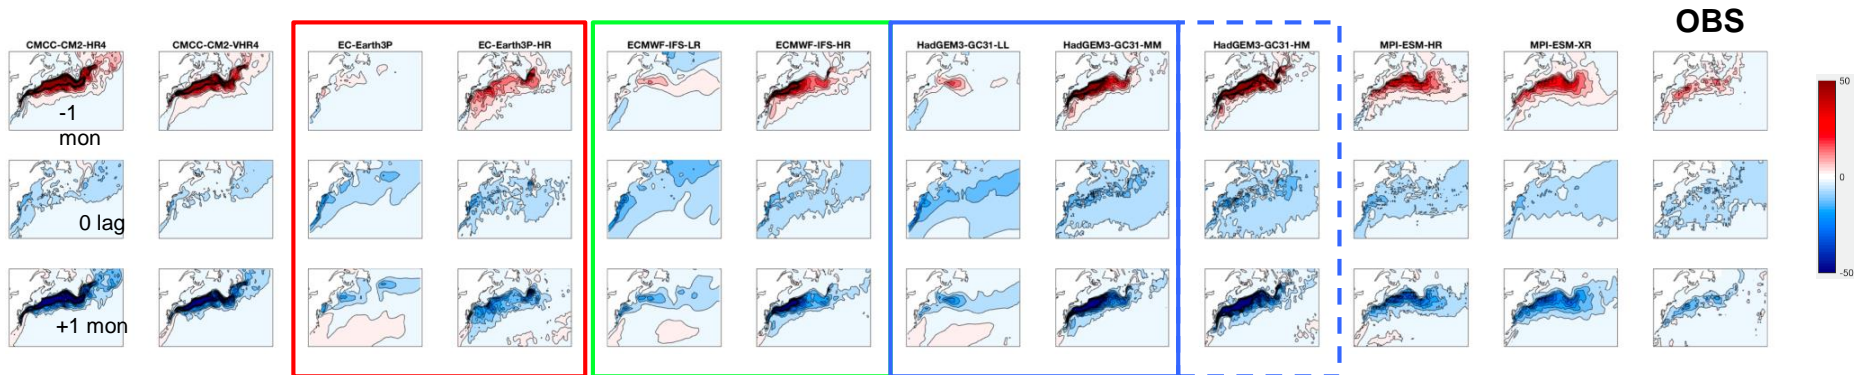 OBS
CMCC-CM2-HR4
CMCC-CM2-VHR4
EC-Earth3P
EC-Earth3P-HR
ECMWF-IFS-LR
ECMWF-IFS-HR
HadGEM3-GC31-LL
HadGEM3-GC31-MM
HadGEM3-GC31-HM
MPI-ESM-HR
MPI-ESM-XR
50
-1
mon
0
0 lag
-50
+1 mon